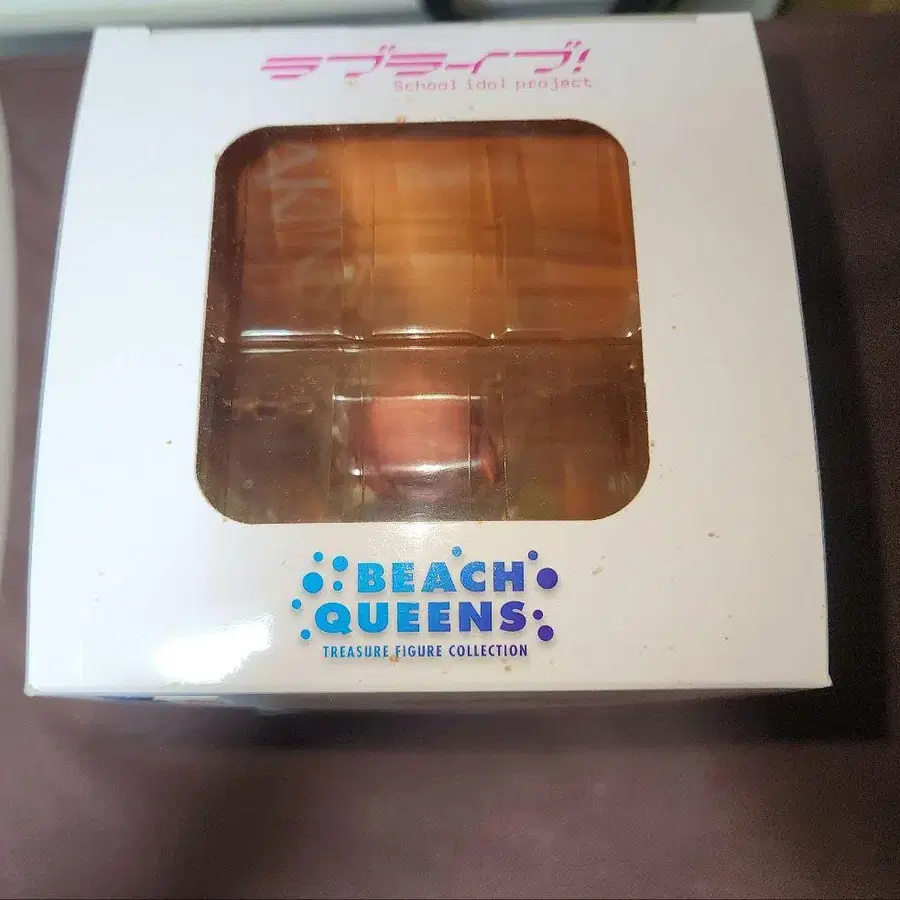 ラブライブ!
School idol project
BEACH
QUEENS
TREASURE FIGURE COLLECTION